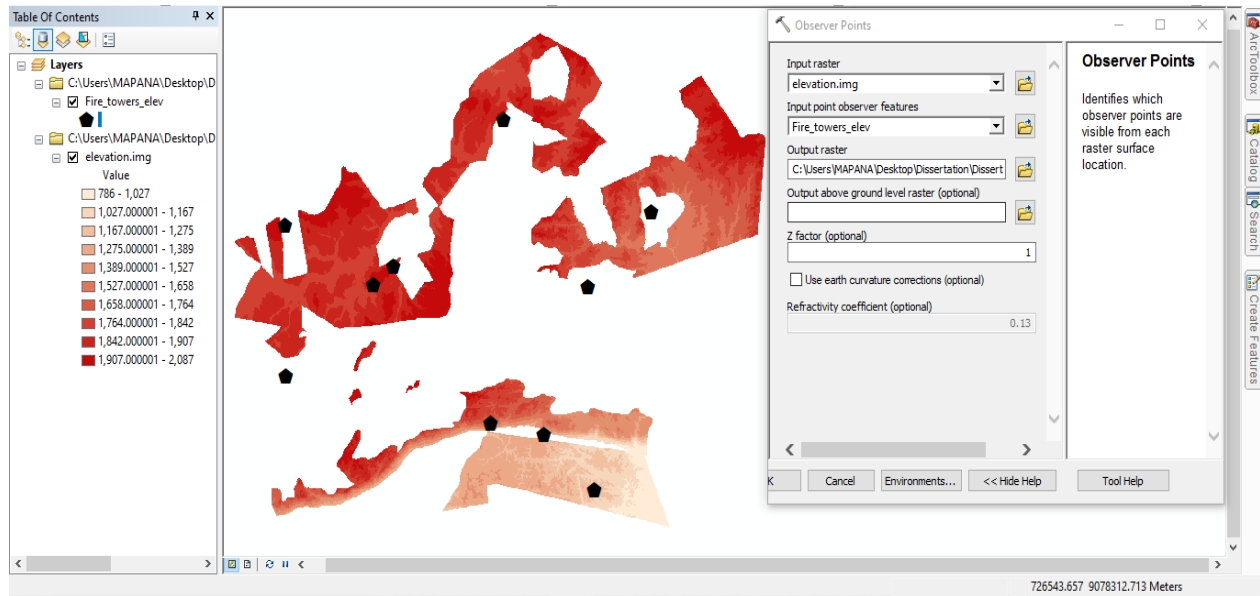 Table Of Contents
Layers
C:\Users\MAPANA\Desktop\D
Fire_towers_elev
C:\Users\MAPANA\Desktop\D
elevation.img
Value
786 - 1,027
1,027.000001 - 1,167
1,167.000001 - 1,275
1,275.000001 - 1,389
1,389.000001 - 1,527
1,527.000001 - 1,658
1,658.000001 - 1,764
1,764.000001 - 1,842
1,842.000001 - 1,907
1,907.000001 - 2,087
Observer Points
Input raster
elevation.img
Input point observer features
Fire_towers_elev
Output raster
C:\Users\MAPANA\Desktop\Dissertation\Dissert
Output above ground level raster (optional)
Z factor (optional)
1
Use earth curvature corrections (optional)
Refractivity coefficient (optional)
0.13
K
Cancel
Environments...
<< Hide Help
Tool Help
Observer Points
Identifies which
observer points are
visible from each
raster surface
location.
ArcToolbox
Catalog
Search
Create Features
726543.657 9078312.713 Meters